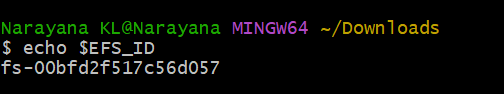 Narayana KL@Narayana MINGW64 ~/Downloads
$ echo $EFS_ID
fs-00bfd2f517c56d057